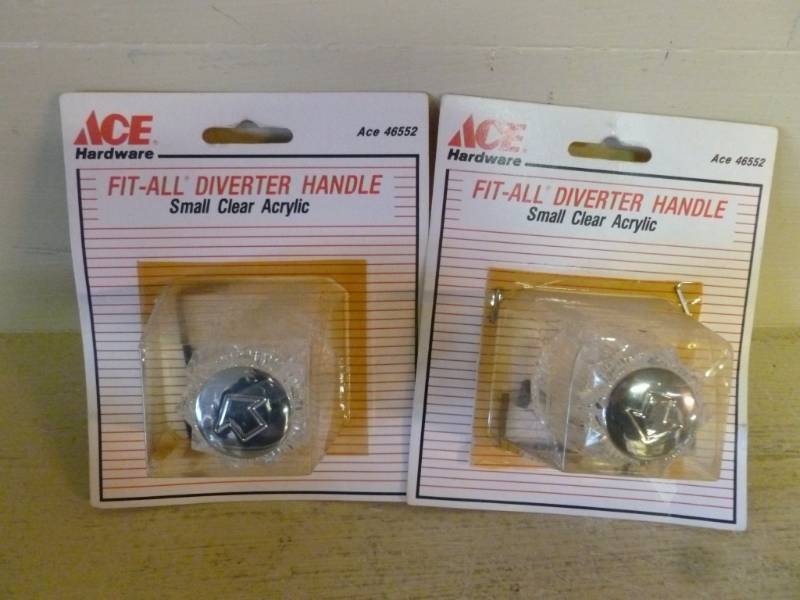 ACE
Hardware
Ace 46552
FIT-ALL® DIVERTER HANDLE
Small Clear Acrylic
ACE
Hardware
Ace 46552
FIT-ALL® DIVERTER HANDLE
Small Clear Acrylic